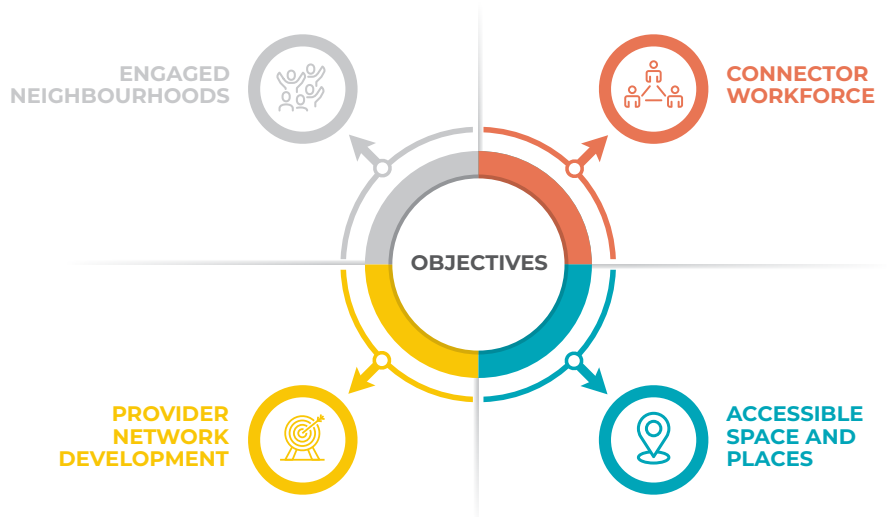 ENGAGED
NEIGHBOURHOODS
CONNECTOR
WORKFORCE
OBJECTIVES
PROVIDER
NETWORK
DEVELOPMENT
ACCESSIBLE
SPACE AND
PLACES